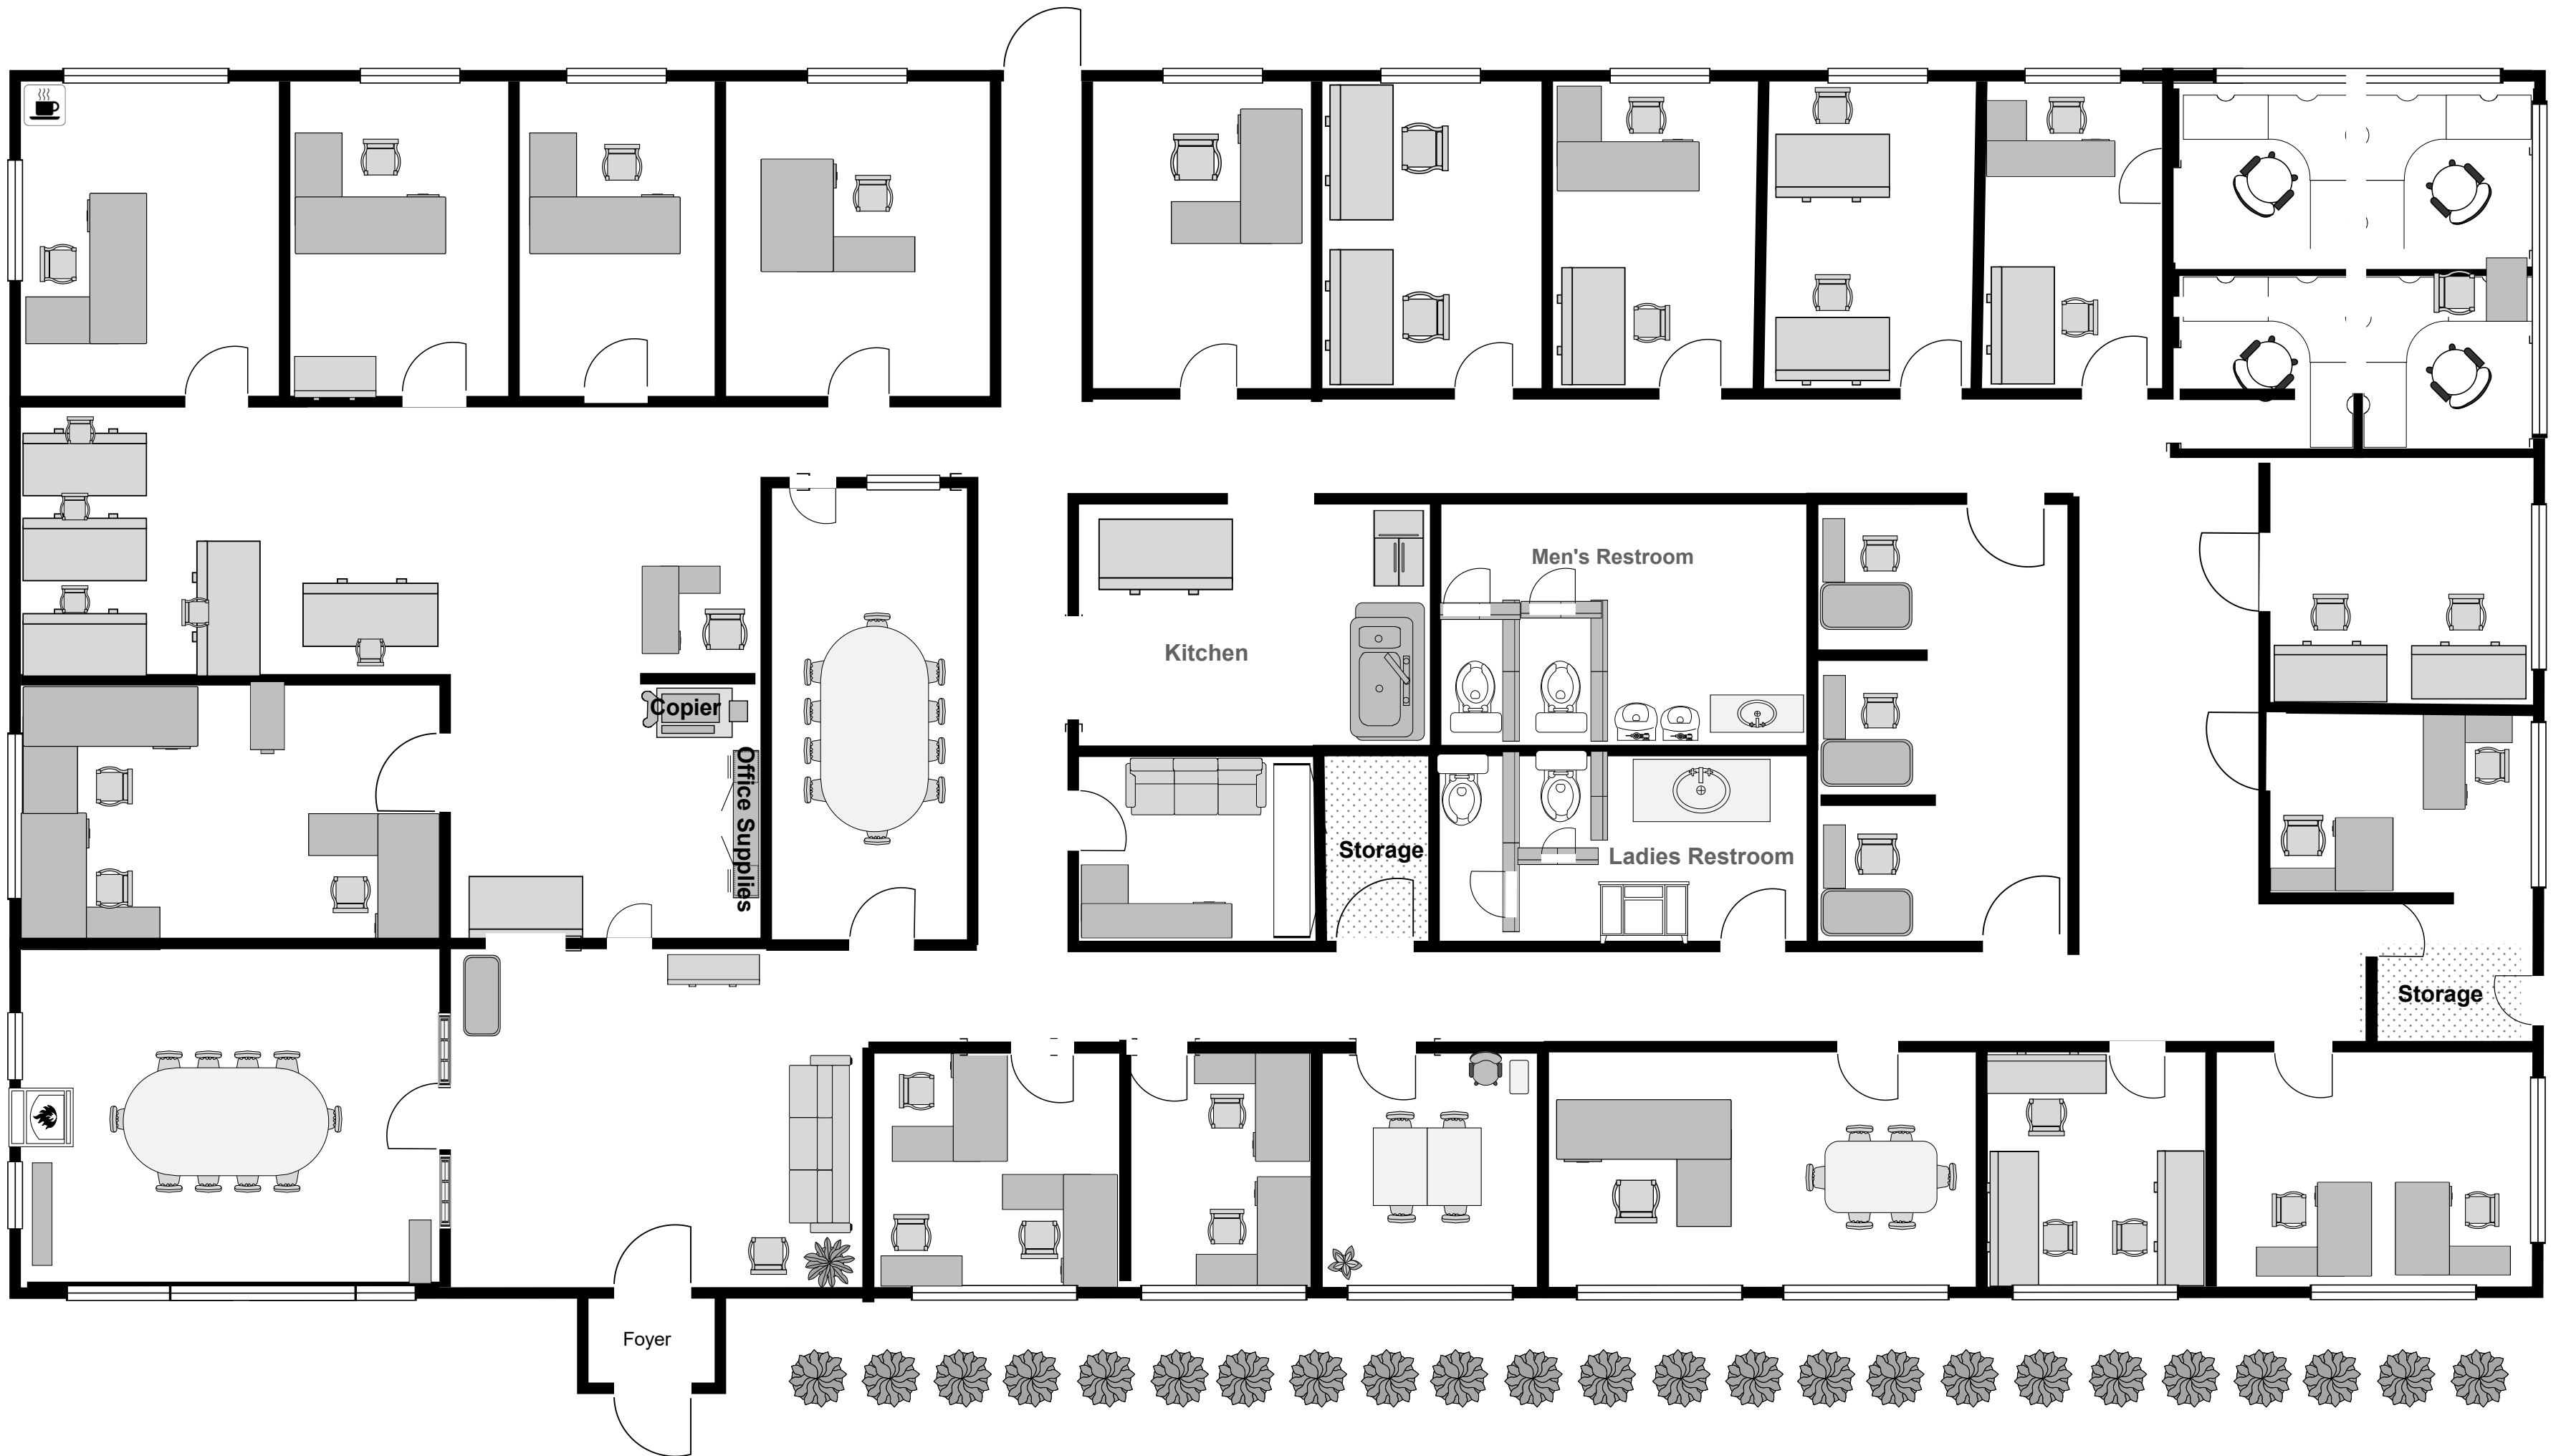 Men's Restroom
Kitchen
Copier
Office Supplies
Storage
Ladies Restroom
Storage
Foyer